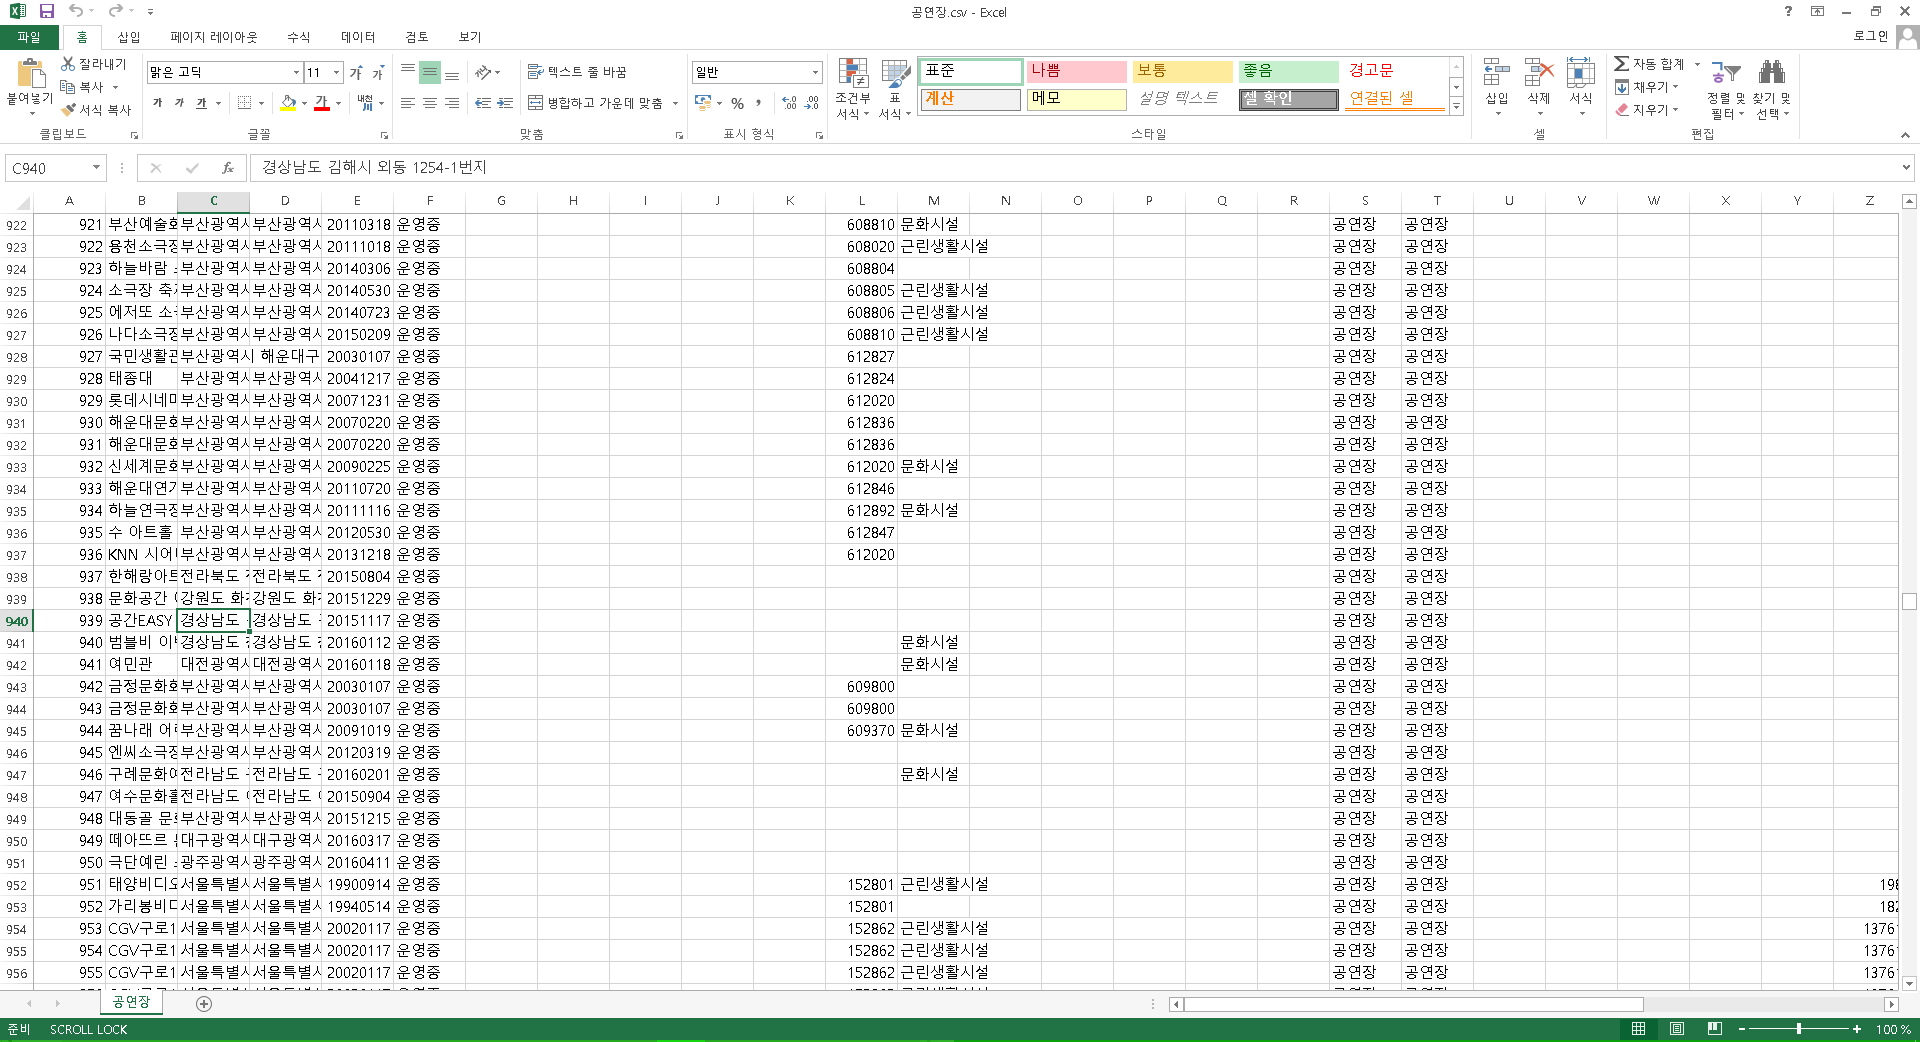 공연장.csv - Excel
파일 홈 삽입 페이지 레이아웃 수식 데이터 검토 보기 로그인
붙여넣기 잘라내기 복사 서식 복사 클립보드
맑은 고딕 11 가 가 가 가 가 가 내천 글꼴
텍스트 줄 바꿈 병합하고 가운데 맞춤 맞춤
일반 % 표시 형식
조건부 서식 표 서식 표준 나쁨 보통 좋음 경고문
계산 메모 설명 텍스트 셀 확인 연결된 셀 스타일
삽입 삭제 서식 셀
자동 합계 채우기 지우기 정렬 및 필터 찾기 및 선택 편집
C940 fx 경상남도 김해시 외동 1254-1번지
A B C D E F G H I J K L M N O P Q R S T U V W X Y Z
922 921 부산예술회 부산광역시 부산광역시 20110318 운영중 608810 문화시설 공연장 공연장
923 922 용천소극장 부산광역시 부산광역시 20111018 운영중 608020 근린생활시설 공연장 공연장
924 923 하늘바람 부산광역시 부산광역시 20140306 운영중 608804 공연장 공연장
925 924 소극장 축 부산광역시 부산광역시 20140530 운영중 608805 근린생활시설 공연장 공연장
926 925 에저또 소 부산광역시 부산광역시 20140723 운영중 608806 근린생활시설 공연장 공연장
927 926 나다소극장 부산광역시 부산광역시 20150209 운영중 608810 근린생활시설 공연장 공연장
928 927 국민생활관 부산광역시 해운대구 20030107 운영중 612827 공연장 공연장
929 928 태종대 부산광역시 부산광역시 20041217 운영중 612824 공연장 공연장
930 929 롯데시네마 부산광역시 부산광역시 20071231 운영중 612020 공연장 공연장
931 930 해운대문화 부산광역시 부산광역시 20070220 운영중 612836 공연장 공연장
932 931 해운대문화 부산광역시 부산광역시 20070220 운영중 612836 공연장 공연장
933 932 신세계문화 부산광역시 부산광역시 20090225 운영중 612020 문화시설 공연장 공연장
934 933 해운대연가 부산광역시 부산광역시 20110720 운영중 612846 공연장 공연장
935 934 하늘연극장 부산광역시 부산광역시 20111116 운영중 612892 문화시설 공연장 공연장
936 935 수 아트홀 부산광역시 부산광역시 20120530 운영중 612847 공연장 공연장
937 936 KNN 시어 부산광역시 부산광역시 20131218 운영중 612020 공연장 공연장
938 937 한해랑아트 전라북도 전라북도 20150804 운영중 공연장 공연장
939 938 문화공간 강원도 화 강원도 화 20151229 운영중 공연장 공연장
940 939 공간EASY 경상남도 경상남도 20151117 운영중 공연장 공연장
941 940 범블비 이 경상남도 경상남도 20160112 운영중 문화시설 공연장 공연장
942 941 여민관 대전광역시 대전광역시 20160118 운영중 문화시설 공연장 공연장
943 942 금정문화회 부산광역시 부산광역시 20030107 운영중 609800 공연장 공연장
944 943 금정문화회 부산광역시 부산광역시 20030107 운영중 609800 공연장 공연장
945 944 꿈나래 어 부산광역시 부산광역시 20091019 운영중 609370 문화시설 공연장 공연장
946 945 엔씨소극장 부산광역시 부산광역시 20120319 운영중 공연장 공연장
947 946 구례문화예 전라남도 전라남도 20160201 운영중 문화시설 공연장 공연장
948 947 여수문화홀 전라남도 전라남도 20150904 운영중 공연장 공연장
949 948 대동골 문 부산광역시 부산광역시 20151215 운영중 공연장 공연장
950 949 떼아뜨르 대구광역시 대구광역시 20160317 운영중 공연장 공연장
951 950 극단예린 광주광역시 광주광역시 20160411 운영중 공연장 공연장
952 951 태양비디오 서울특별시 서울특별시 19900914 운영중 152801 근린생활시설 공연장 공연장 198
953 952 가리봉비디 서울특별시 서울특별시 19940514 운영중 152801 공연장 공연장 182
954 953 CGV구로1 서울특별시 서울특별시 20020117 운영중 152862 근린생활시설 공연장 공연장 1376
955 954 CGV구로1 서울특별시 서울특별시 20020117 운영중 152862 근린생활시설 공연장 공연장 1376
956 955 CGV구로1 서울특별시 서울특별시 20020117 운영중 152862 근린생활시설 공연장 공연장 1376
공연장
준비 SCROLL LOCK 100 %